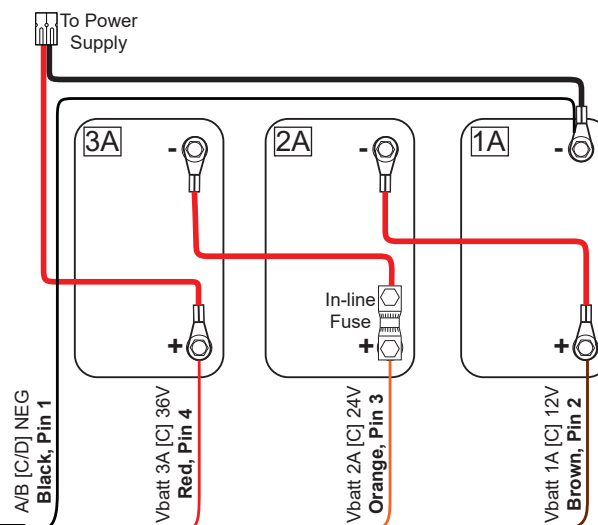 To Power
Supply
3A
-
2A
-
1A
-
In-line
Fuse
+
+
+
A/B [C/D] NEG
Black, Pin 1
Vbatt 3A [C] 36V
Red, Pin 4
Vbatt 2A [C] 24V
Orange, Pin 3
Vbatt 1A [C] 12V
Brown, Pin 2